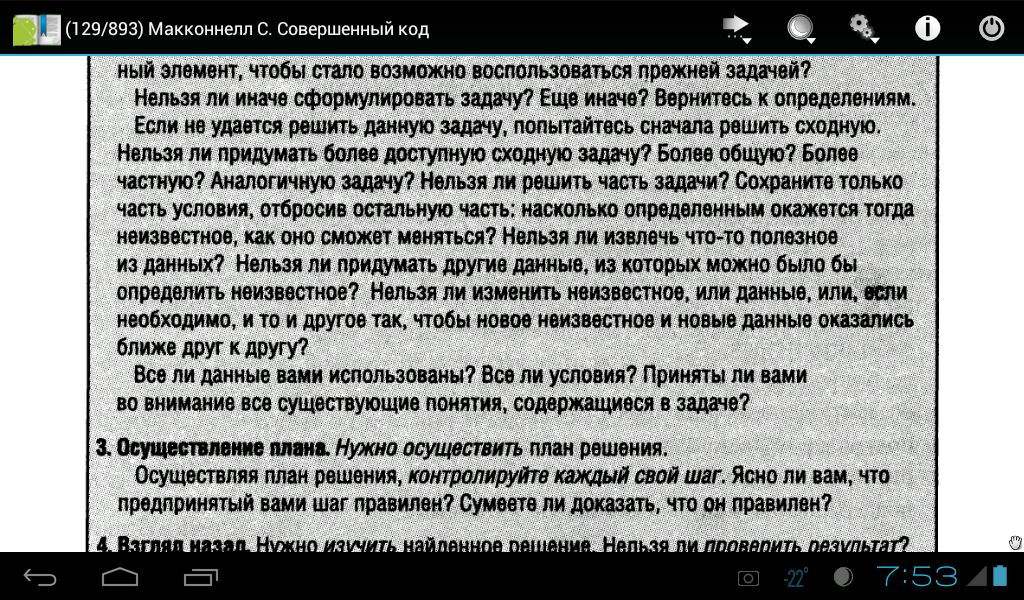 (129/893) Макконнелл С. Совершенный код
ный элемент, чтобы стало возможно воспользоваться прежней задачей?
Нельзя ли иначе сформулировать задачу? Еще иначе? Вернитесь к определениям.
Если не удается решить данную задачу, попытайтесь сначала решить сходную.
Нельзя ли придумать более доступную сходную задачу? Более общую? Более
частную? Аналогичную задачу? Нельзя ли решить часть задачи? Сохраните только
часть условия, отбросив остальную часть: насколько определенным окажется тогда
неизвестное, как оно сможет меняться? Нельзя ли извлечь что-то полезное
из данных? Нельзя ли придумать другие данные, из которых можно было бы
определить неизвестное? Нельзя ли изменить неизвестное, или данные, или, если
необходимо, и то и другое так, чтобы новое неизвестное и новые данные оказались
ближе друг к другу?
Все ли данные вами использованы? Все ли условия? Приняты ли вами
во внимание все существующие понятия, содержащиеся в задаче?
3. Осуществление плана. Нужно осуществить план решения.
Осуществляя план решения, контролируйте каждый свой шаг. Ясно ли вам, что
предпринятый вами шаг правилен? Сумеете ли доказать, что он правилен?
4. Взгляд назад. Нужно изучить найденное решение. Нельзя ли проверить результат?
-22° 7:53